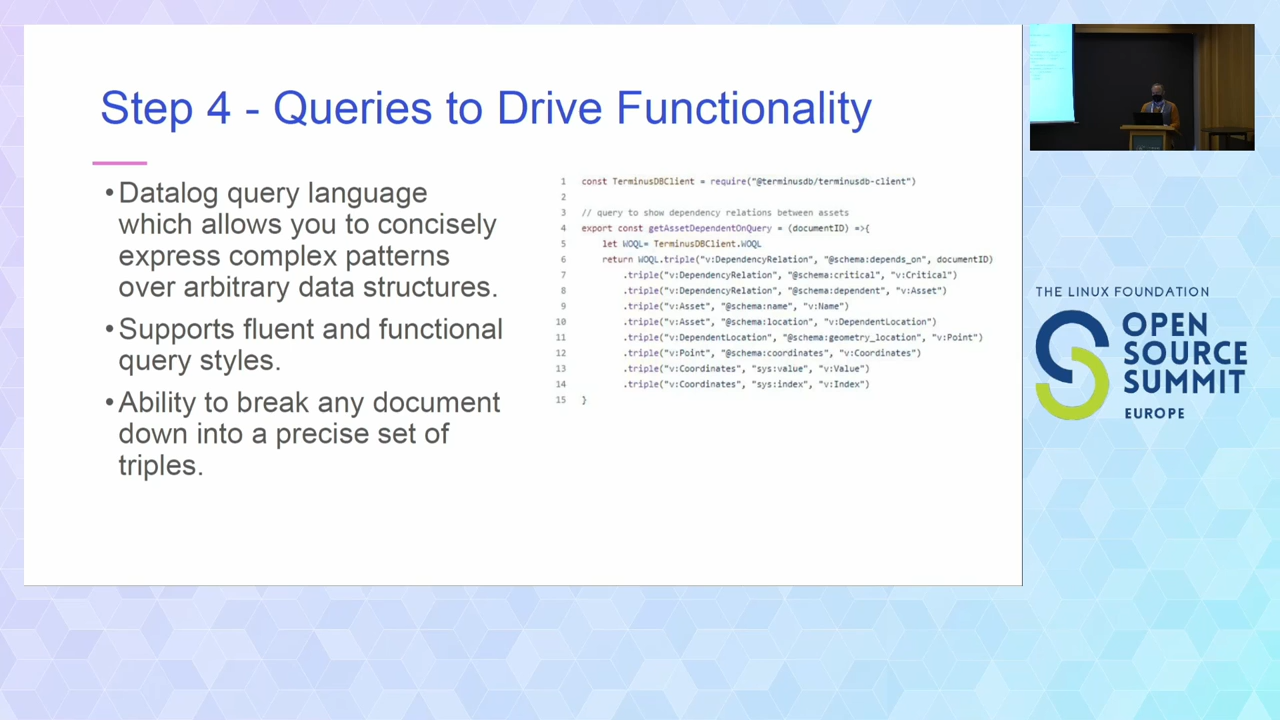 Step 4 - Queries to Drive Functionality
•Datalog query language
which allows you to concisely
express complex patterns
over arbitrary data structures.
•Supports fluent and functional
query styles.
•Ability to break any document
down into a precise set of
triples.
1 const TerminusDBClient = require("@terminusdb/terminusdb-client")
2
3 // query to show dependency relations between assets
4 export const getAssetDependentOnQuery = (documentID) =>{
5 let WOQL= TerminusDBClient.WOQL
6 return WOQL.triple("v:DependencyRelation", "@schema:depends_on", documentID)
7 .triple("v:DependencyRelation", "@schema:critical", "v:Critical")
8 .triple("v:DependencyRelation", "@schema:dependent", "v:Asset")
9 .triple("v:Asset", "@schema:name", "v:Name")
10 .triple("v:Asset", "@schema:location", "v:DependentLocation")
11 .triple("v:DependentLocation", "@schema:geometry_location", "v:Point")
12 .triple("v:Point", "@schema:coordinates", "v:Coordinates")
13 .triple("v:Coordinates", "sys:value", "v:Value")
14 .triple("v:Coordinates", "sys:index", "v:Index")
15 }
THE LINUX FOUNDATION
OPEN
SOURCE
SUMMIT
EUROPE